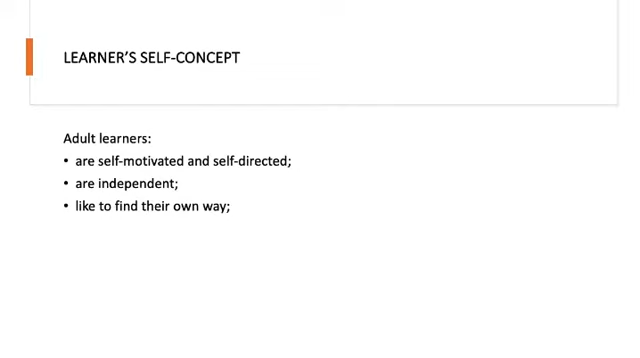 LEARNER’S SELF-CONCEPT
Adult learners:
• are self-motivated and self-directed;
• are independent;
• like to find their own way;